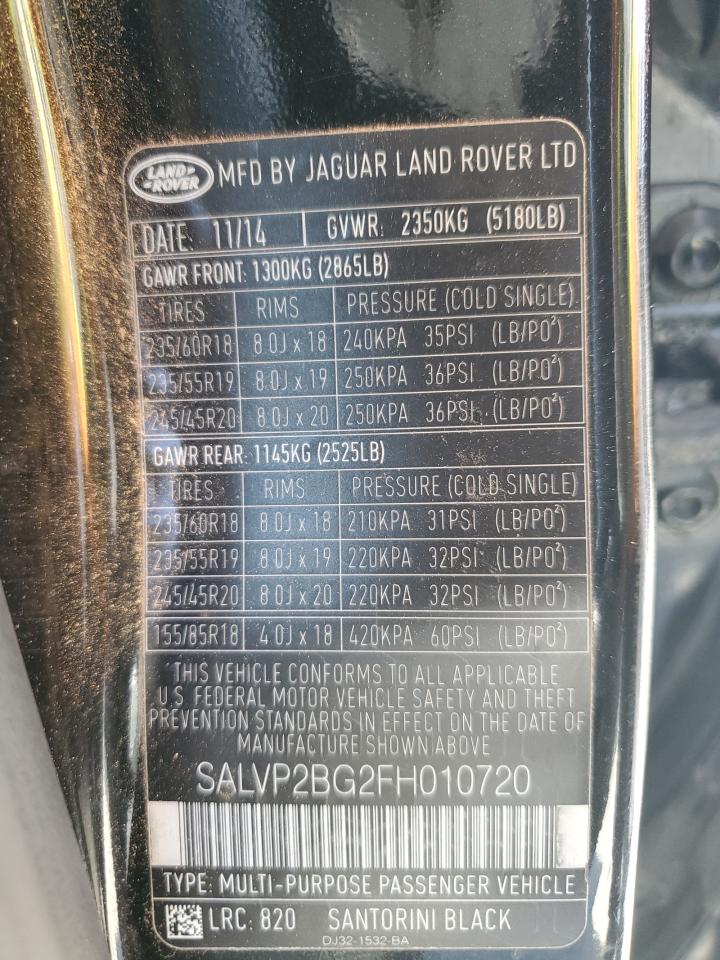 LAND ROVER MFD BY JAGUAR LAND ROVER LTD
DATE: 11/14 GVWR: 2350KG (5180LB)
GAWR FRONT: 1300KG (2865LB)
TIRES RIMS PRESSURE (COLD SINGLE)
235/60R18 8.0J x 18 240KPA 35PSI (LB/PO²)
235/55R19 8.0J x 19 250KPA 36PSI (LB/PO²)
245/45R20 8.0J x 20 250KPA 36PSI (LB/PO²)
GAWR REAR: 1145KG (2525LB)
TIRES RIMS PRESSURE (COLD SINGLE)
235/60R18 8.0J x 18 210KPA 31PSI (LB/PO²)
235/55R19 8.0J x 19 220KPA 32PSI (LB/PO²)
245/45R20 8.0J x 20 220KPA 32PSI (LB/PO²)
155/85R18 4.0J x 18 420KPA 60PSI (LB/PO²)
THIS VEHICLE CONFORMS TO ALL APPLICABLE
U.S. FEDERAL MOTOR VEHICLE SAFETY AND THEFT
PREVENTION STANDARDS IN EFFECT ON THE DATE OF
MANUFACTURE SHOWN ABOVE
SALVP2BG2FH010720
TYPE: MULTI-PURPOSE PASSENGER VEHICLE
LRC: 820 SANTORINI BLACK
DJ32-1532-BA